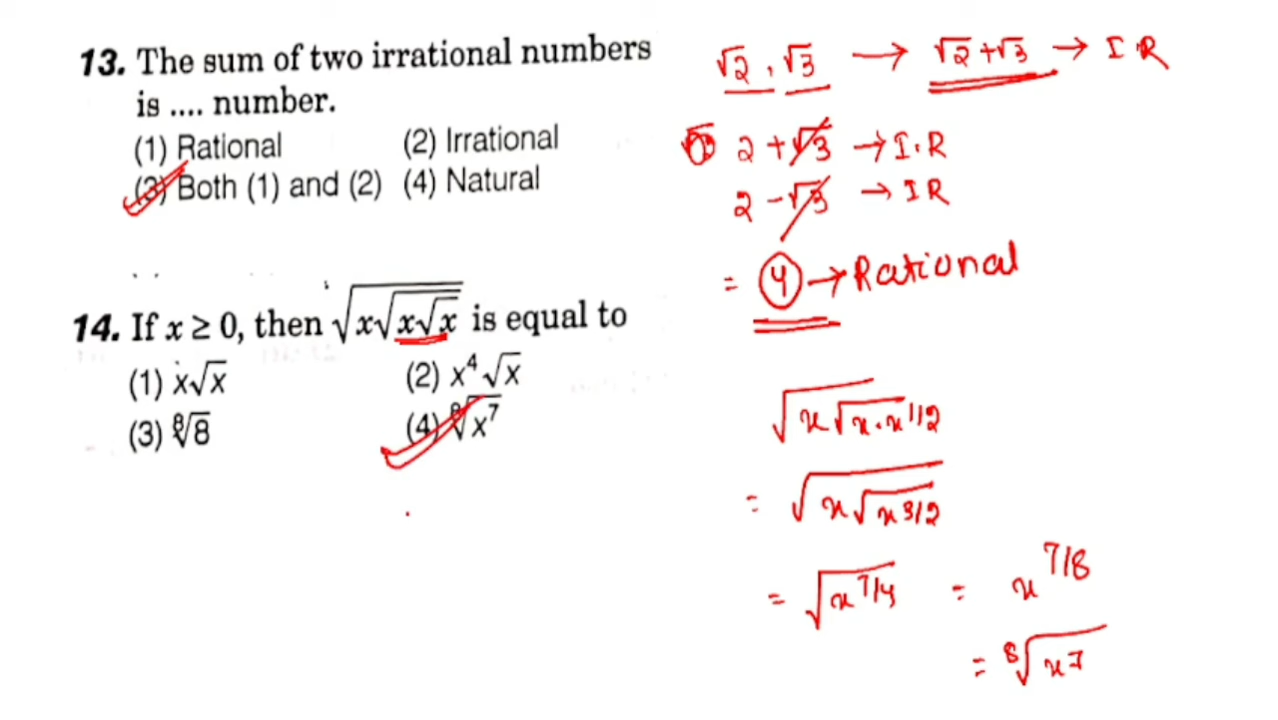 13. The sum of two irrational numbers
is .... number.
(1) Rational (2) Irrational
(3) Both (1) and (2) (4) Natural
14. If x ≥ 0, then √(x√(x√x)) is equal to
(1) x√x (2) x⁴√x
(3) ⁸√8 (4) ⁸√x⁷
√2, √3 → √2+√3 → IR
2 + √3 → I.R
2 - √3 → IR
= 4 → Rational
√(x√(x.x^1/2))
= √(x√(x^3/2))
= √(x^7/4) = x^7/8
= ⁸√x7